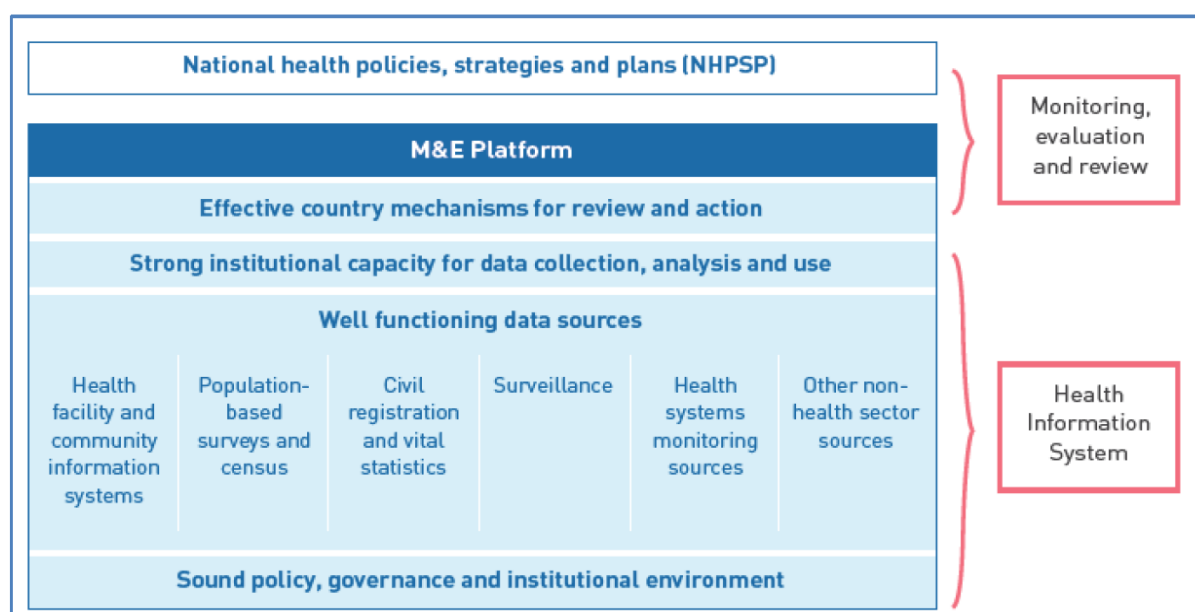 National health policies, strategies and plans (NHPSP)
M&E Platform
Effective country mechanisms for review and action
Strong institutional capacity for data collection, analysis and use
Well functioning data sources
Health
facility and
community
information
systems
Population-
based
surveys and
census
Civil
registration
and vital
statistics
Surveillance
Health
systems
monitoring
sources
Other non-
health sector
sources
Sound policy, governance and institutional environment
Monitoring,
evaluation
and review
Health
Information
System